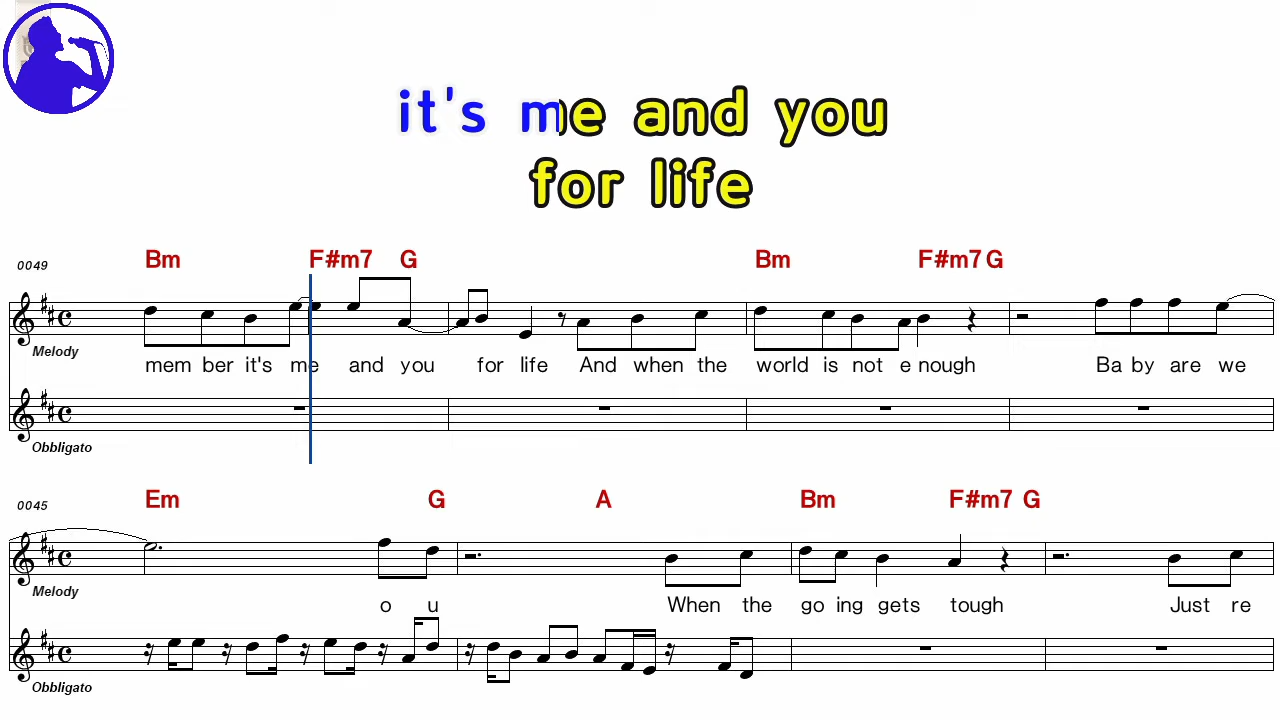 it's me and you
for life
0049 Bm F#m7 G Bm F#m7 G
Melody
mem ber it's me and you for life And when the world is not e nough Ba by are we
Obbligato
0045 Em G A Bm F#m7 G
Melody
o u When the go ing gets tough Just re
Obbligato